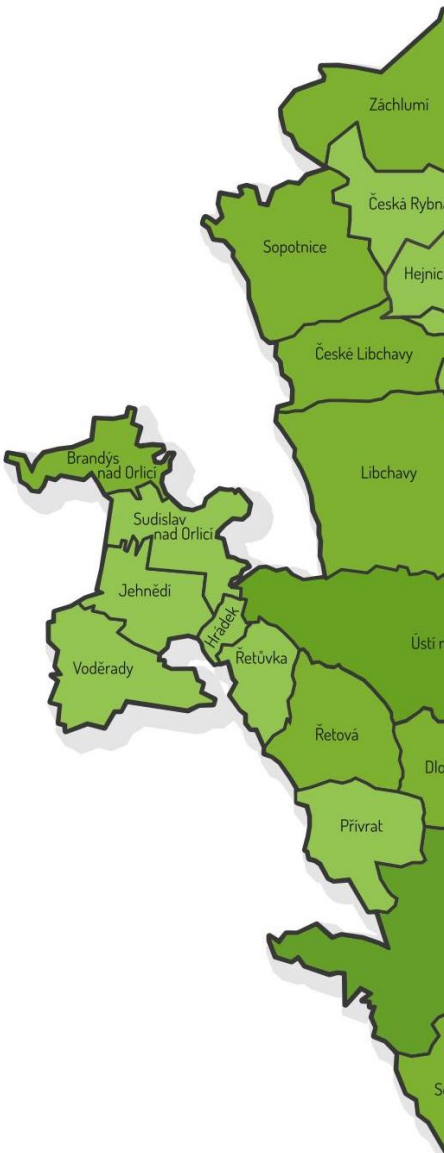 Záchlumí
Česká Rybn
Sopotnice
Hejnic
České Libchavy
Libchavy
Brandýs
nad Orlicí
Sudislav
nad Orlicí
Jehnědí
Hrádek
Ústí n
Řetůvka
Voděrady
Řetová
Dlo
Přívrat
S